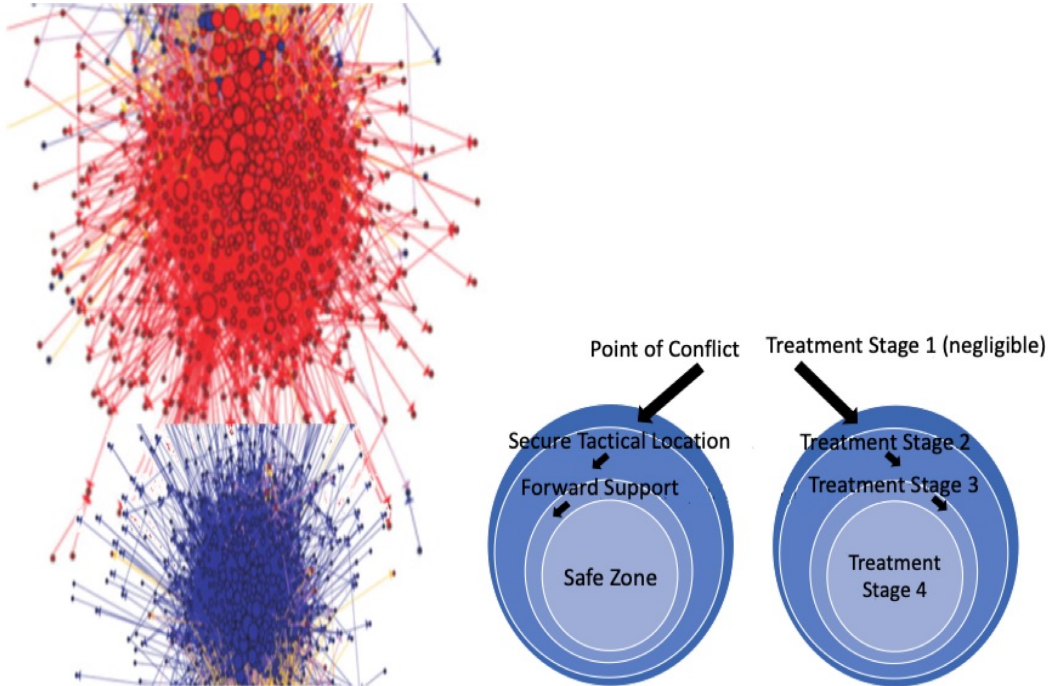 Point of Conflict
Secure Tactical Location
Forward Support
Safe Zone
Treatment Stage 1 (negligible)
Treatment Stage 2
Treatment Stage 3
Treatment
Stage 4